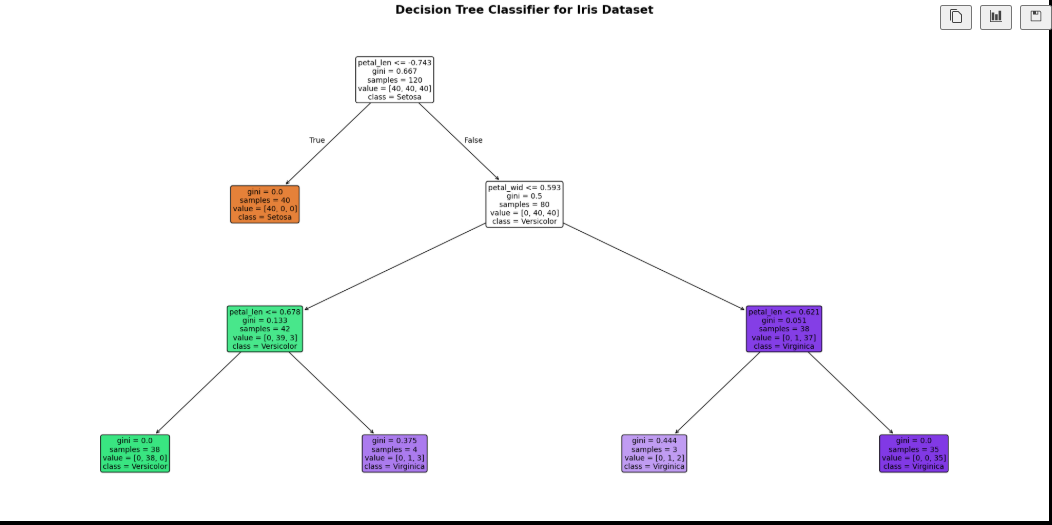 Decision Tree Classifier for Iris Dataset
petal_len <= -0.743
gini = 0.667
samples = 120
value = [40, 40, 40]
class = Setosa
True
False
gini = 0.0
samples = 40
value = [40, 0, 0]
class = Setosa
petal_wid <= 0.593
gini = 0.5
samples = 80
value = [0, 40, 40]
class = Versicolor
petal_len <= 0.678
gini = 0.133
samples = 42
value = [0, 39, 3]
class = Versicolor
petal_len <= 0.621
gini = 0.051
samples = 38
value = [0, 1, 37]
class = Virginica
gini = 0.0
samples = 38
value = [0, 38, 0]
class = Versicolor
gini = 0.375
samples = 4
value = [0, 1, 3]
class = Virginica
gini = 0.444
samples = 3
value = [0, 1, 2]
class = Virginica
gini = 0.0
samples = 35
value = [0, 0, 35]
class = Virginica